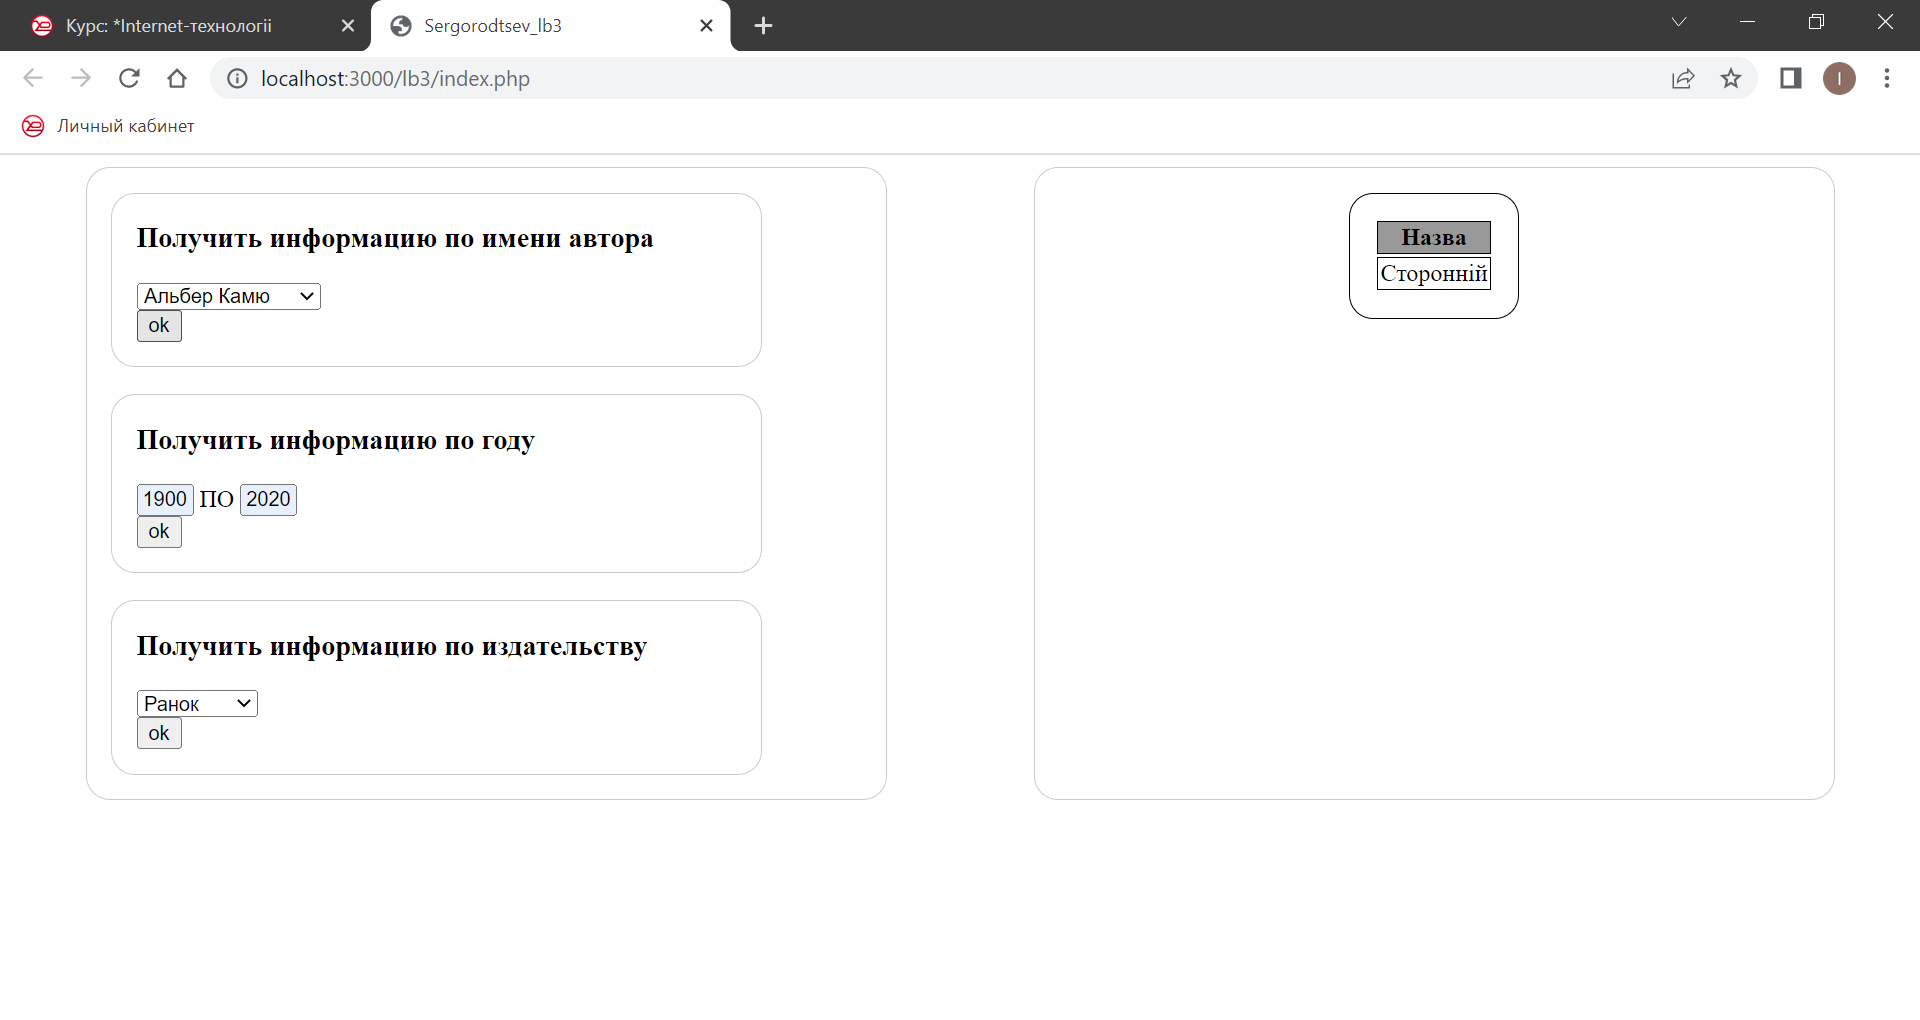 Курс: *Internet-технології
Sergorodtsev_lb3
localhost:3000/lb3/index.php
I
Личный кабинет
Получить информацию по имени автора
Альбер Камю
ok
Получить информацию по году
1900 ПО 2020
ok
Получить информацию по издательству
Ранок
ok
Назва
Сторонній